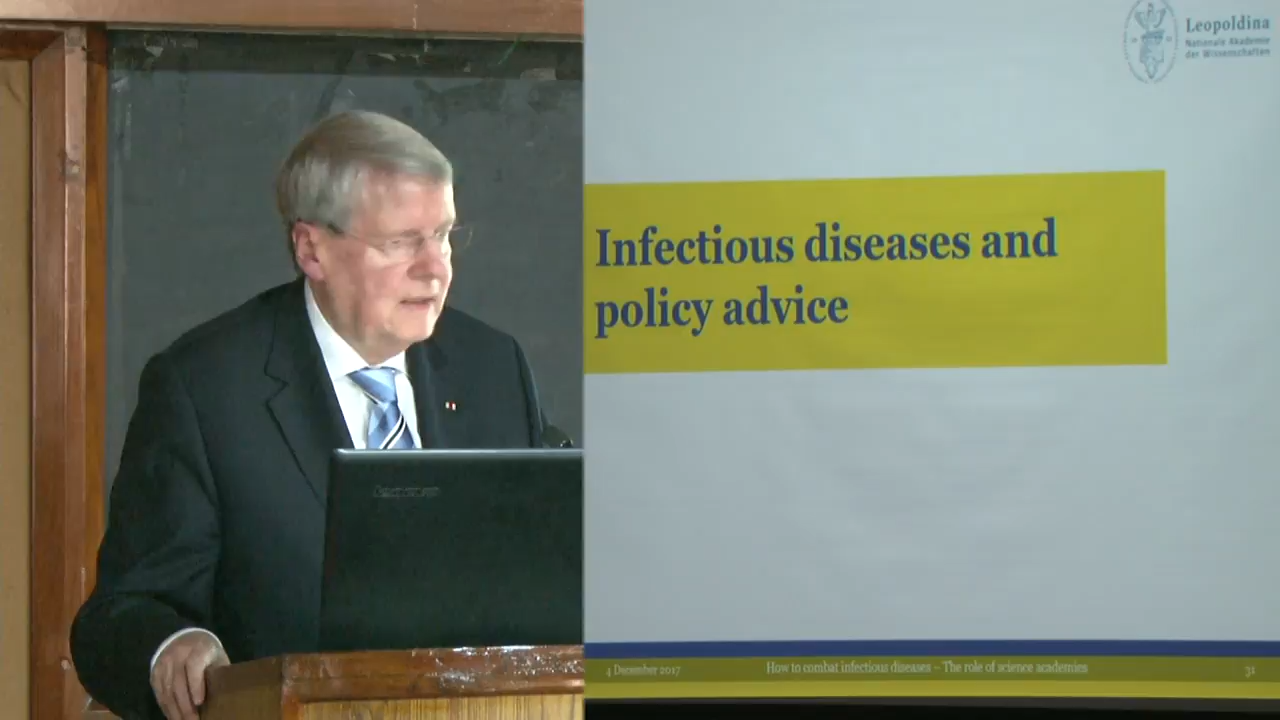 Leopoldina
Nationale Akademie
der Wissenschaften
Infectious diseases and
policy advice
lenovo
4 December 2017
How to combat infectious diseases – The role of science academies
31